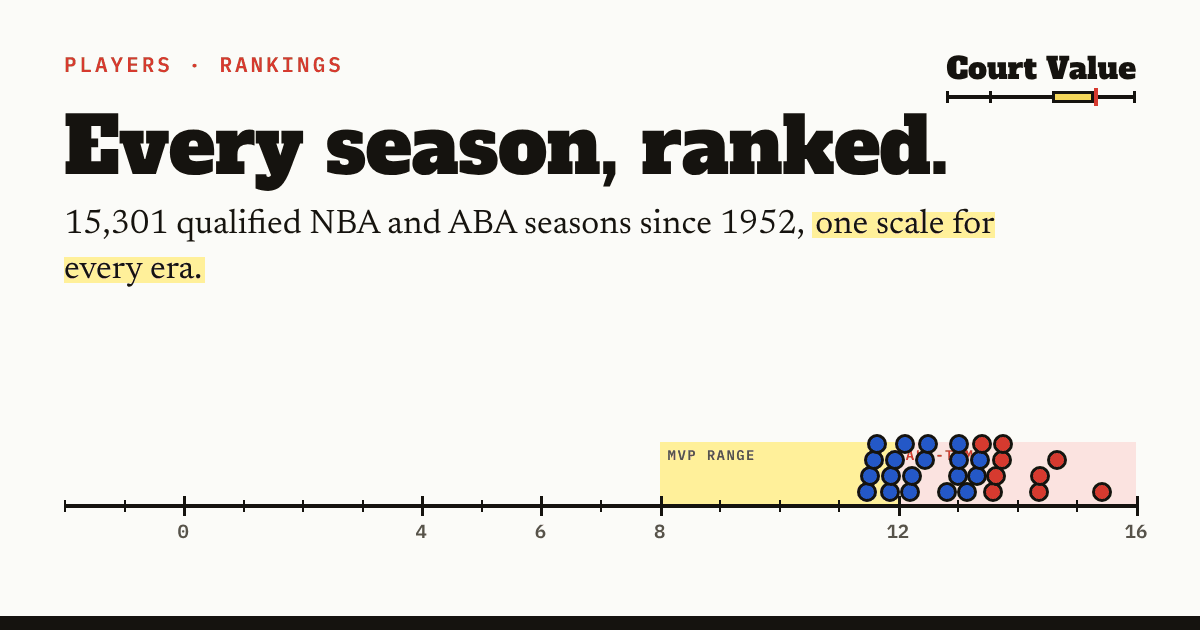 PLAYERS · RANKINGS
Court Value
Every season, ranked.
15,301 qualified NBA and ABA seasons since 1952, one scale for
every era.
MVP RANGE
0 4 6 8 12 16